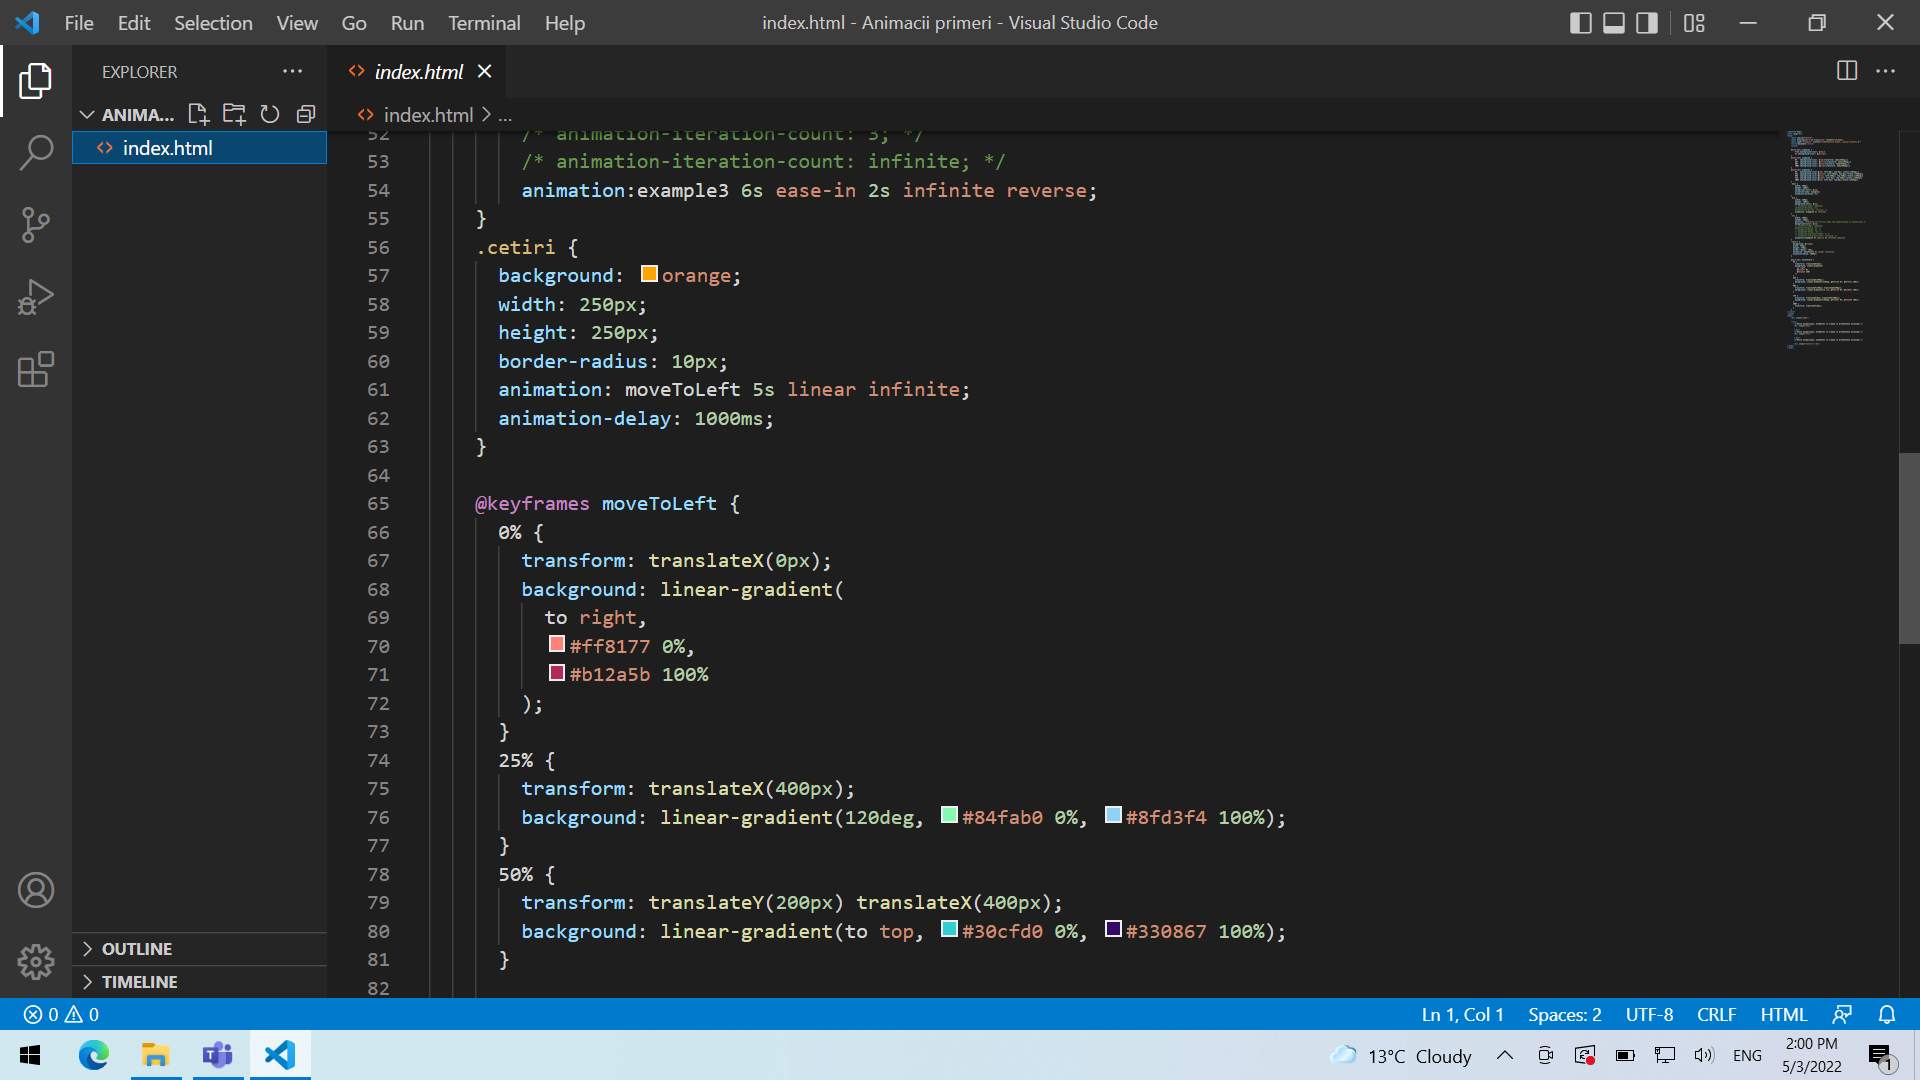 File Edit Selection View Go Run Terminal Help
index.html - Animacii primeri - Visual Studio Code
EXPLORER
index.html
ANIMA...
index.html > ...
index.html
52 /* animation-iteration-count: 3; */
53 /* animation-iteration-count: infinite; */
54 animation:example3 6s ease-in 2s infinite reverse;
55 }
56 .cetiri {
57 background: orange;
58 width: 250px;
59 height: 250px;
60 border-radius: 10px;
61 animation: moveToLeft 5s linear infinite;
62 animation-delay: 1000ms;
63 }
64
65 @keyframes moveToLeft {
66 0% {
67 transform: translateX(0px);
68 background: linear-gradient(
69 to right,
70 #ff8177 0%,
71 #b12a5b 100%
72 );
73 }
74 25% {
75 transform: translateX(400px);
76 background: linear-gradient(120deg, #84fab0 0%, #8fd3f4 100%);
77 }
78 50% {
79 transform: translateY(200px) translateX(400px);
80 background: linear-gradient(to top, #30cfd0 0%, #330867 100%);
81 }
82
OUTLINE
TIMELINE
0 0
Ln 1, Col 1 Spaces: 2 UTF-8 CRLF HTML
13°C Cloudy
ENG
2:00 PM
5/3/2022
1